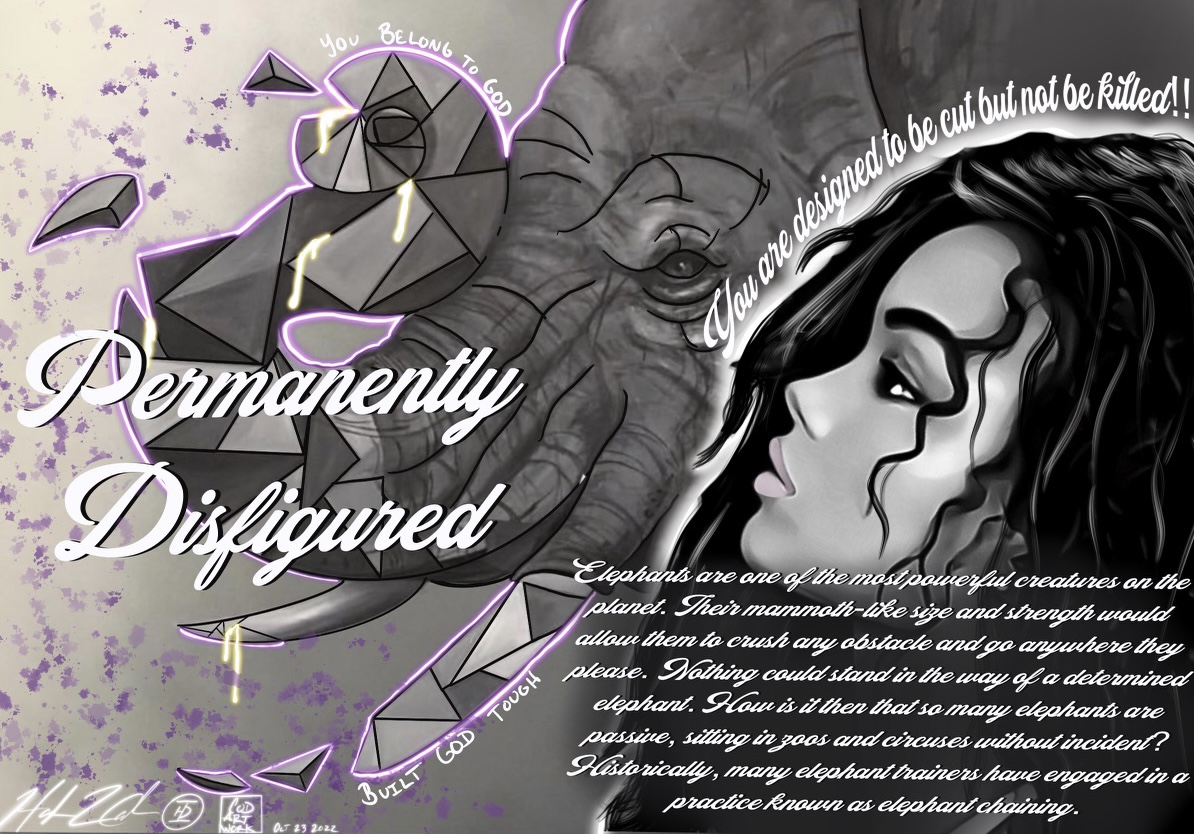 You Belong to God
You are designed to be cut but not be killed!!
Permanently
Disfigured
Elephants are one of the most powerful creatures on the
planet. Their mammoth-like size and strength would
allow them to crush any obstacle and go anywhere they
please. Nothing could stand in the way of a determined
elephant. How is it then that so many elephants are
passive, sitting in zoos and circuses without incident?
Historically, many elephant trainers have engaged in a
practice known as elephant chaining.
Built God Tough
God
Art
Work
Oct 23 2022